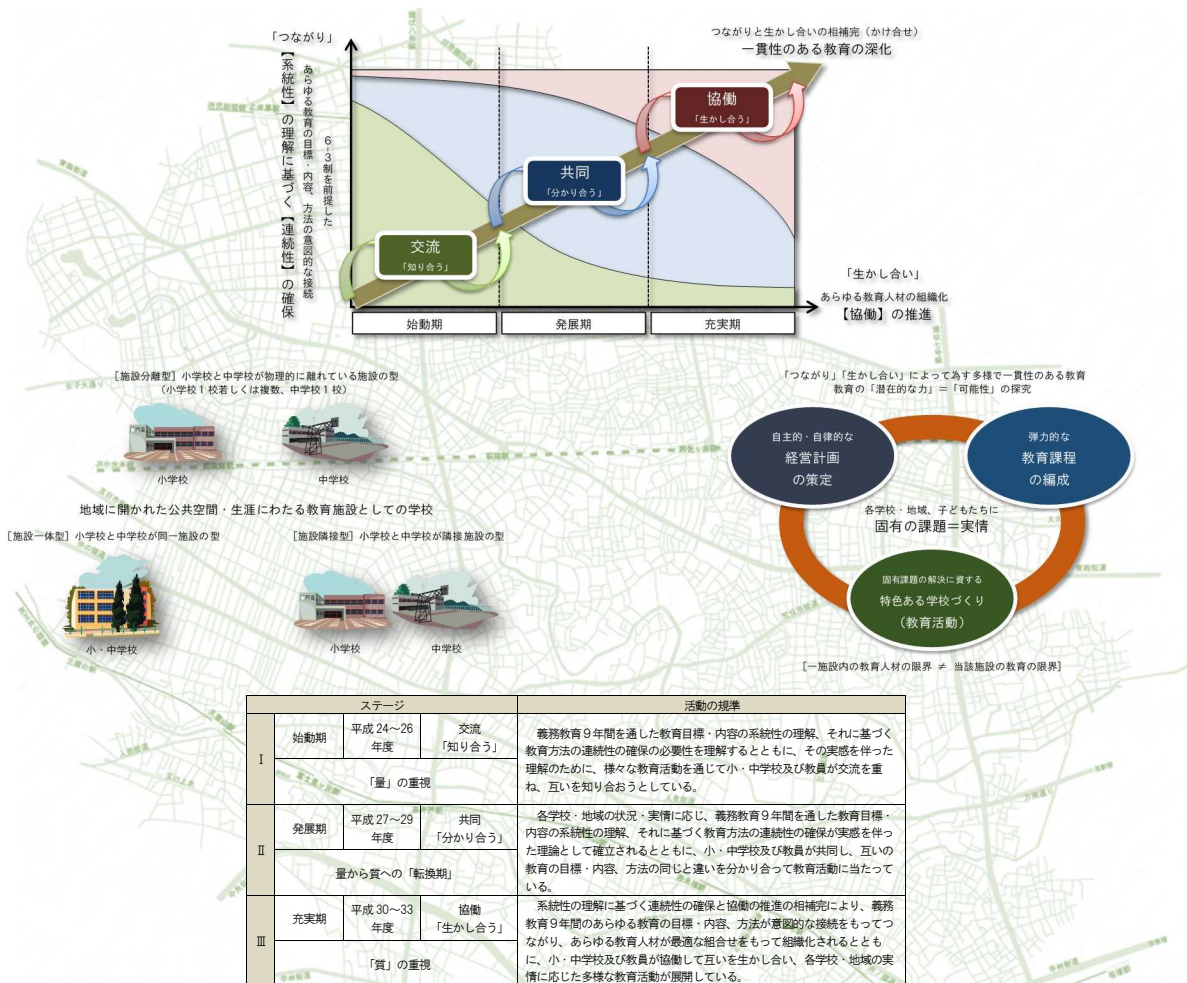 「つながり」
【系統性】の理解に基づく【連続性】の確保
あらゆる教育の目標・内容、方法の意図的な接続
6-3制を前提した
つながりと生かし合いの相補完（かけ合せ）
一貫性のある教育の深化
協働
「生かし合う」
共同
「分かり合う」
交流
「知り合う」
始動期
発展期
充実期
「生かし合い」
あらゆる教育人材の組織化
【協働】の推進
［施設分離型］小学校と中学校が物理的に離れている施設の型
（小学校１校若しくは複数、中学校１校）
小学校
中学校
地域に開かれた公共空間・生涯にわたる教育施設としての学校
［施設一体型］小学校と中学校が同一施設の型
［施設隣接型］小学校と中学校が隣接施設の型
小・中学校
小学校
中学校
「つながり」「生かし合い」によって為す多様で一貫性のある教育
教育の「潜在的な力」＝「可能性」の探究
自主的・自律的な
経営計画
の策定
弾力的な
教育課程
の編成
各学校・地域、子どもたちに
固有の課題＝実情
固有課題の解決に資する
特色ある学校づくり
（教育活動）
［一施設内の教育人材の限界 ≠ 当該施設の教育の限界］
ステージ
活動の規準
Ⅰ
始動期
平成24～26
年度
交流
「知り合う」
「量」の重視
義務教育９年間を通した教育目標・内容の系統性の理解、それに基づく
教育方法の連続性の確保の必要性を理解するとともに、その実感を伴った
理解のために、様々な教育活動を通じて小・中学校及び教員が交流を重
ね、互いを知り合おうとしている。
Ⅱ
発展期
平成27～29
年度
共同
「分かり合う」
量から質への「転換期」
各学校・地域の状況・実情に応じ、義務教育９年間を通した教育目標・
内容の系統性の理解、それに基づく教育方法の連続性の確保が実感を伴っ
た理論として確立されるとともに、小・中学校及び教員が共同し、互いの
教育の目標・内容、方法の同じと違いを分かり合って教育活動に当たって
いる。
Ⅲ
充実期
平成30～33
年度
協働
「生かし合う」
「質」の重視
系統性の理解に基づく連続性の確保と協働の推進の相補完により、義務
教育９年間のあらゆる教育の目標・内容、方法が意図的な接続をもってつ
ながり、あらゆる教育人材が最適な組合せをもって組織化されるととも
に、小・中学校及び教員が協働して互いを生かし合い、各学校・地域の実
情に応じた多様な教育活動が展開している。